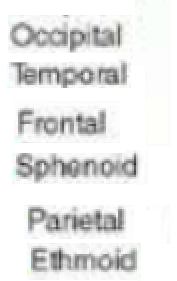 Occipital
Temporal
Frontal
Sphenoid
Parietal
Ethmoid